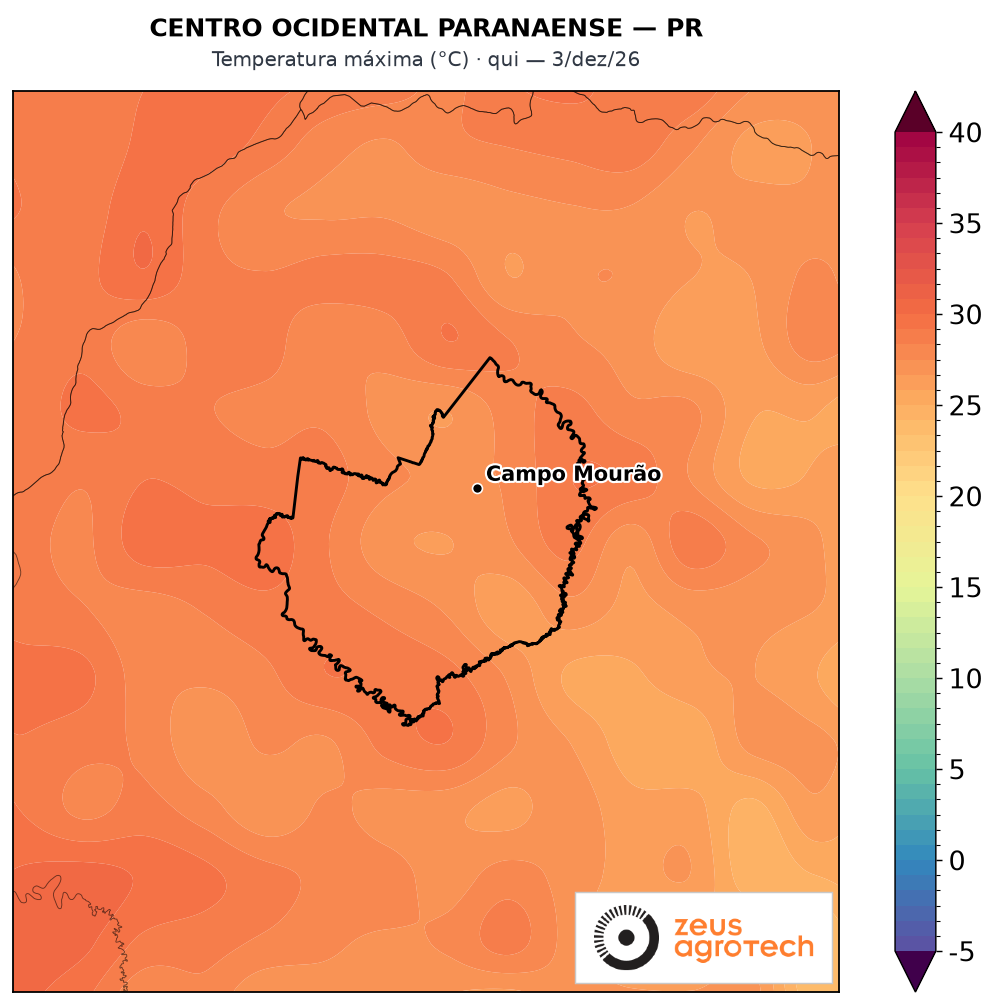 CENTRO OCIDENTAL PARANAENSE — PR
Temperatura máxima (°C) · qui — 3/dez/26
40
35
30
25
20
15
10
5
0
-5
Campo Mourão
zeus
agrotech